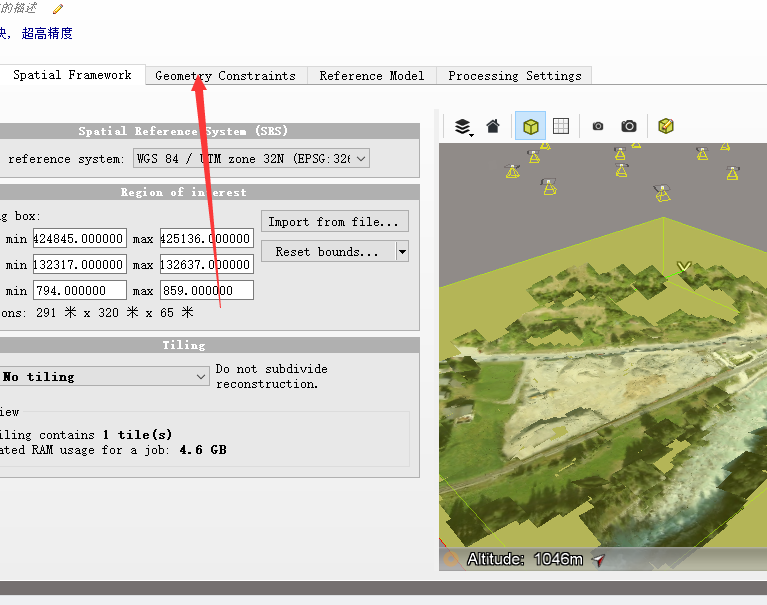 的描述
快, 超高精度
Spatial Framework
Geometry Constraints
Reference Model
Processing Settings
Spatial Reference System (SRS)
reference system:
WGS 84 / UTM zone 32N (EPSG:326
Region of interest
g box:
min 424845.000000 max 425136.000000
Import from file...
min 132317.000000 max 132637.000000
Reset bounds...
min 794.000000 max 859.000000
ons: 291 米 x 320 米 x 65 米
Tiling
No tiling
Do not subdivide
reconstruction.
iew
iling contains 1 tile(s)
ated RAM usage for a job: 4.6 GB
Altitude: 1046m